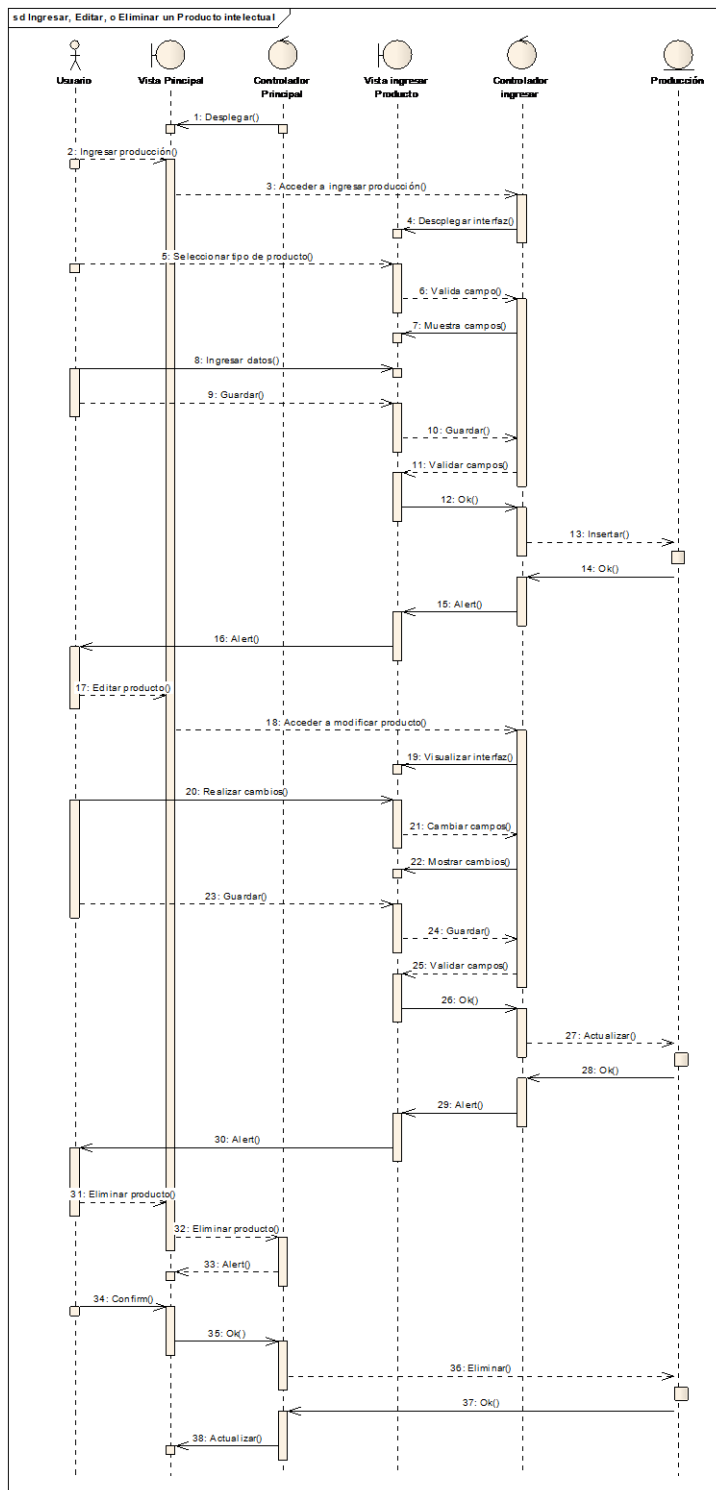 sd Ingresar, Editar, o Eliminar un Producto intelectual
Usuario
Vista Principal
Controlador
Principal
Vista ingresar
Producto
Controlador
ingresar
Producción
1: Desplegar()
2: Ingresar producción()
3: Acceder a ingresar producción()
4: Descplegar interfaz()
5: Seleccionar tipo de producto()
6: Valida campo()
7: Muestra campos()
8: Ingresar datos()
9: Guardar()
10: Guardar()
11: Validar campos()
12: Ok()
13: Insertar()
14: Ok()
15: Alert()
16: Alert()
17: Editar producto()
18: Acceder a modificar producto()
19: Visualizar interfaz()
20: Realizar cambios()
21: Cambiar campos()
22: Mostrar cambios()
23: Guardar()
24: Guardar()
25: Validar campos()
26: Ok()
27: Actualizar()
28: Ok()
29: Alert()
30: Alert()
31: Eliminar producto()
32: Eliminar producto()
33: Alert()
34: Confirm()
35: Ok()
36: Eliminar()
37: Ok()
38: Actualizar()